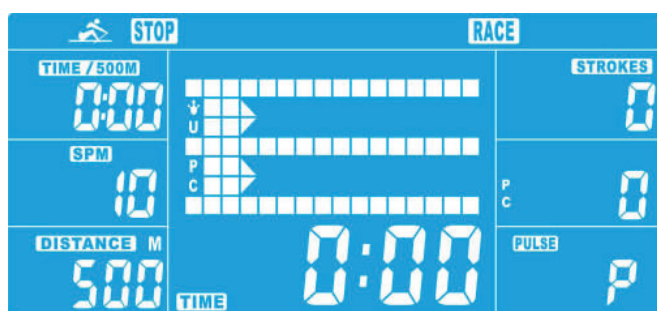 STOP RACE
TIME/500M
0:00
STROKES
0
U
SPM
10
P
C
P
C
0
DISTANCE M
500
TIME
0:00
PULSE
P